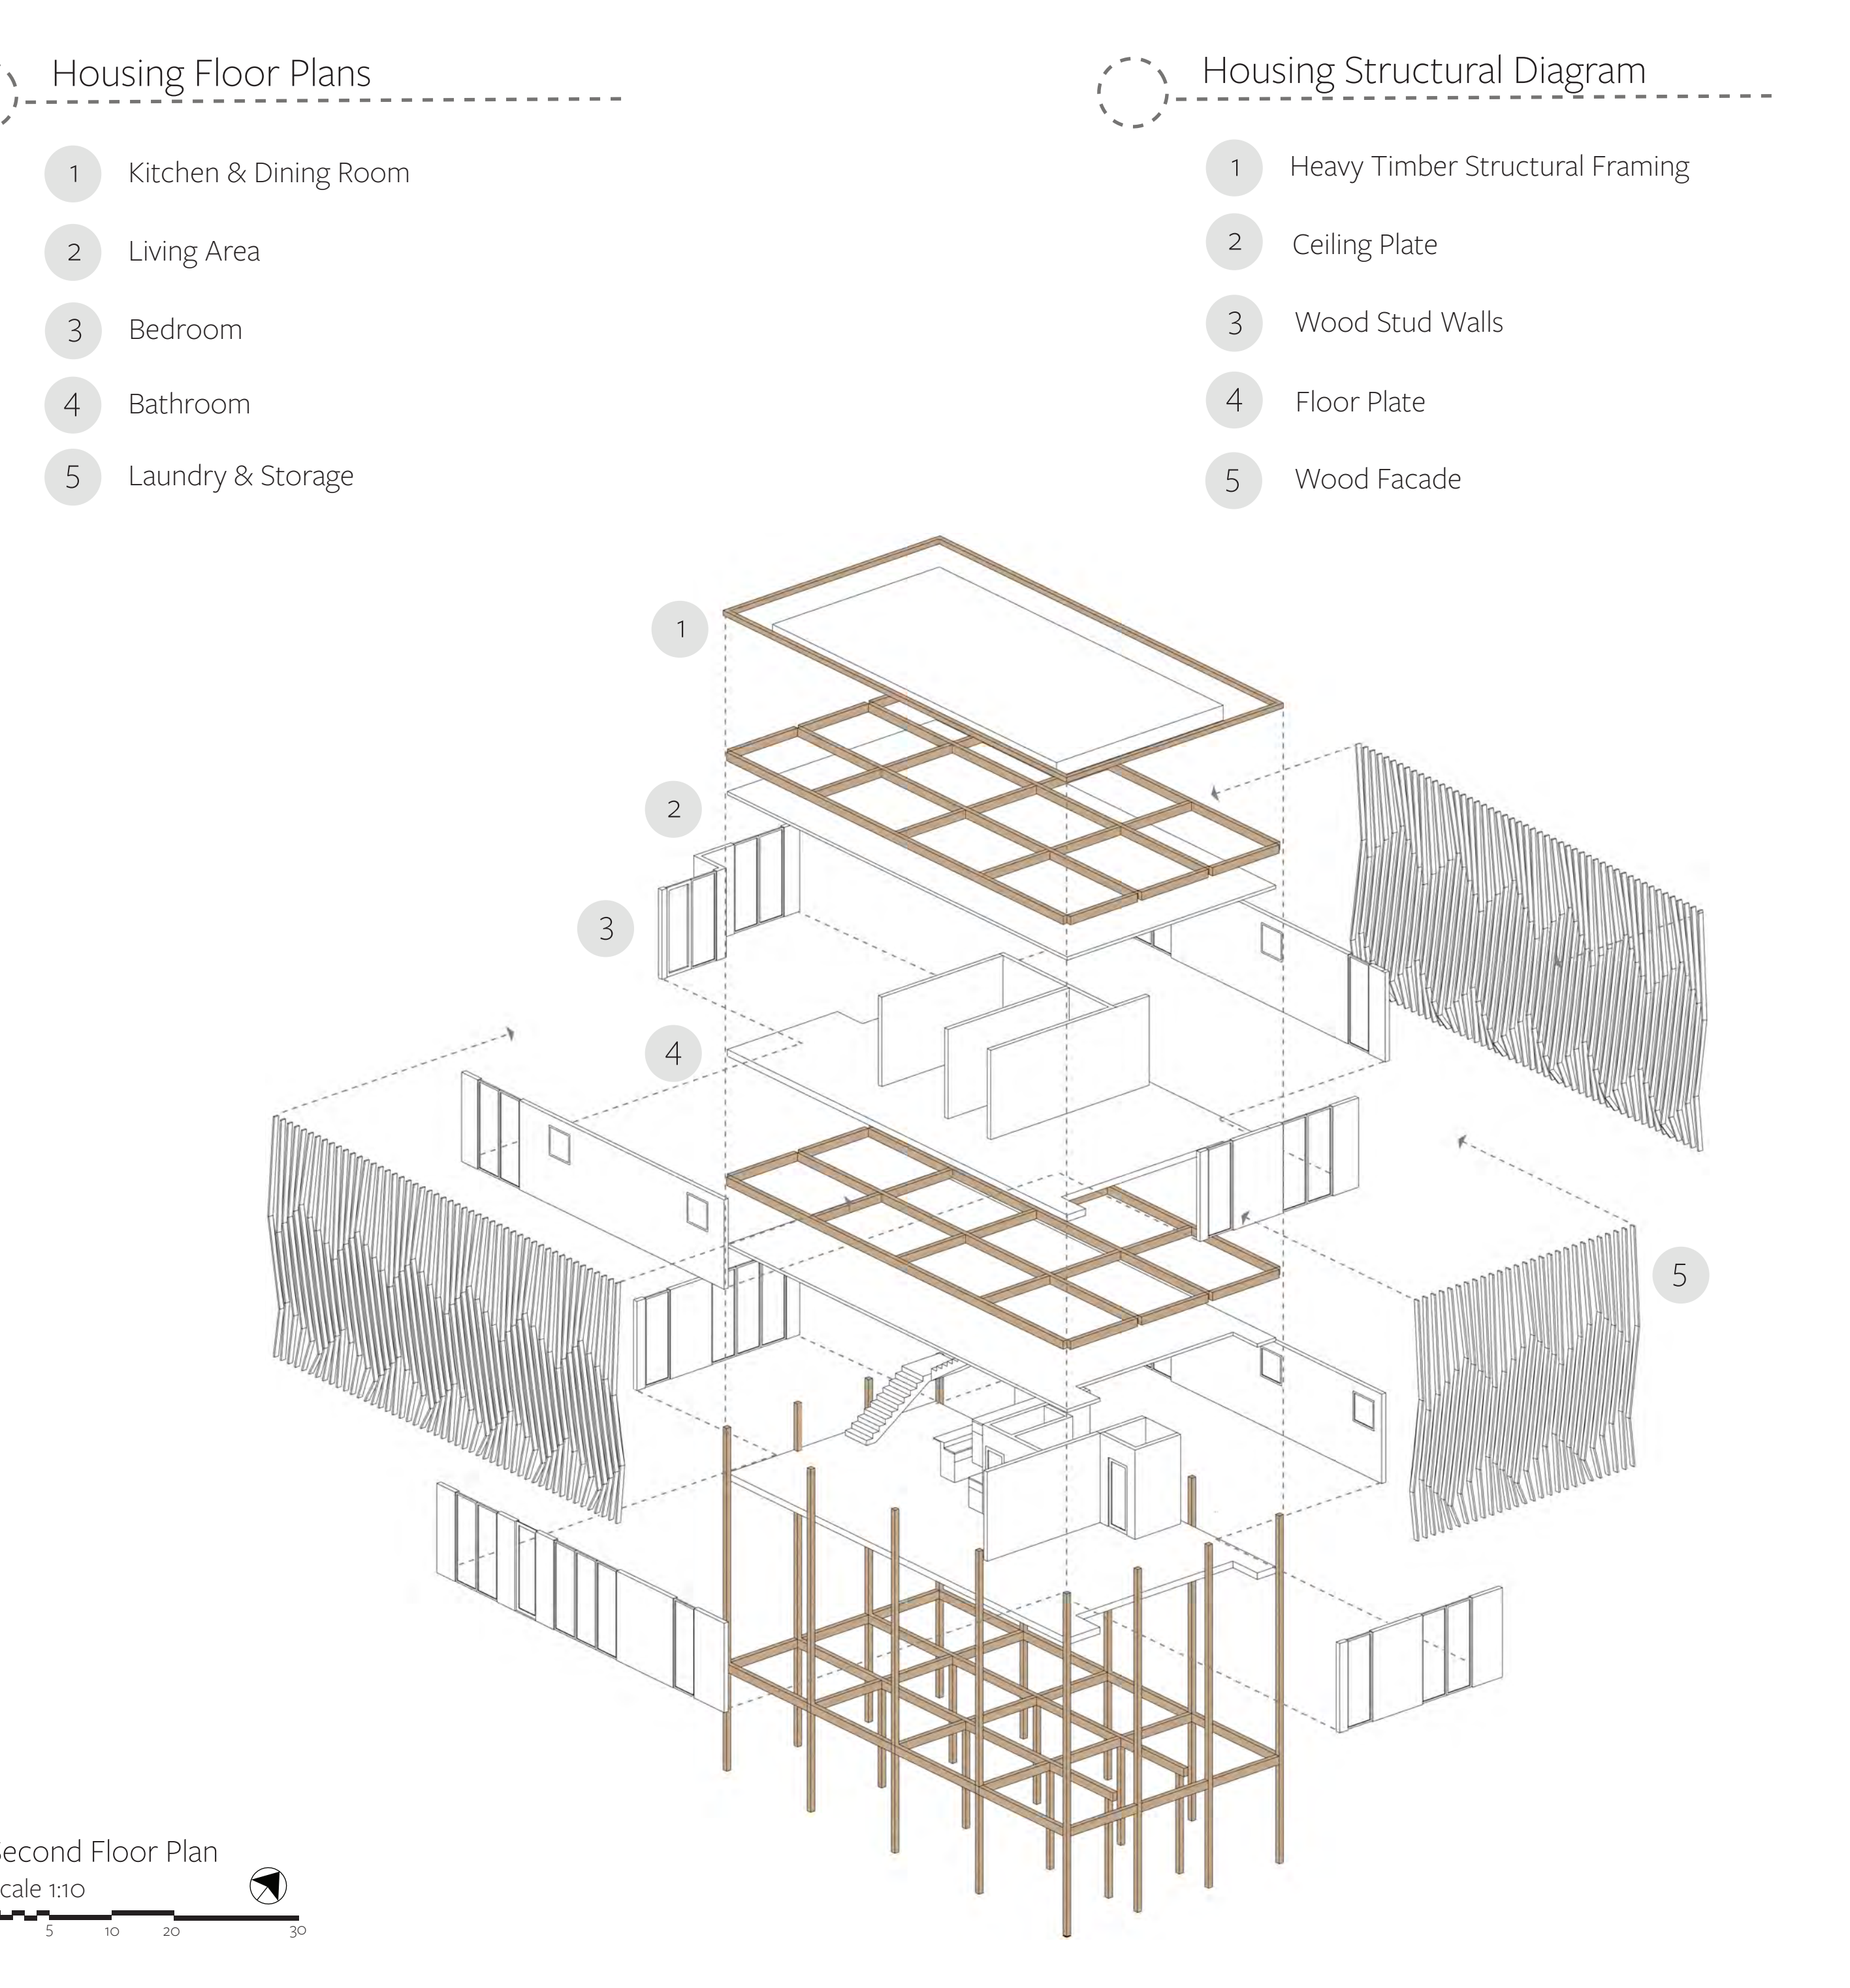 Housing Floor Plans
1 Kitchen & Dining Room
2 Living Area
3 Bedroom
4 Bathroom
5 Laundry & Storage
Housing Structural Diagram
1 Heavy Timber Structural Framing
2 Ceiling Plate
3 Wood Stud Walls
4 Floor Plate
5 Wood Facade
1
2
3
4
5
Second Floor Plan
cale 1:10
5 10 20 30